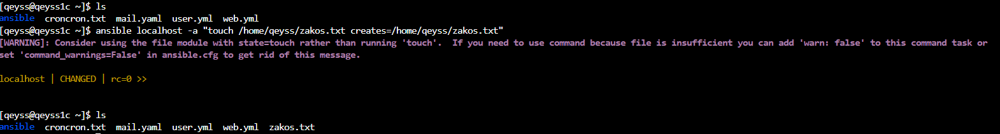 [qeyss@qeyss1c ~]$ ls
ansible  croncron.txt  mail.yaml  user.yml  web.yml
[qeyss@qeyss1c ~]$ ansible localhost -a "touch /home/qeyss/zakos.txt creates=/home/qeyss/zakos.txt"
[WARNING]: Consider using the file module with state=touch rather than running 'touch'.  If you need to use command because file is insufficient you can add 'warn: false' to this command task or
set 'command_warnings=False' in ansible.cfg to get rid of this message.
localhost | CHANGED | rc=0 >>
[qeyss@qeyss1c ~]$ ls
ansible  croncron.txt  mail.yaml  user.yml  web.yml  zakos.txt